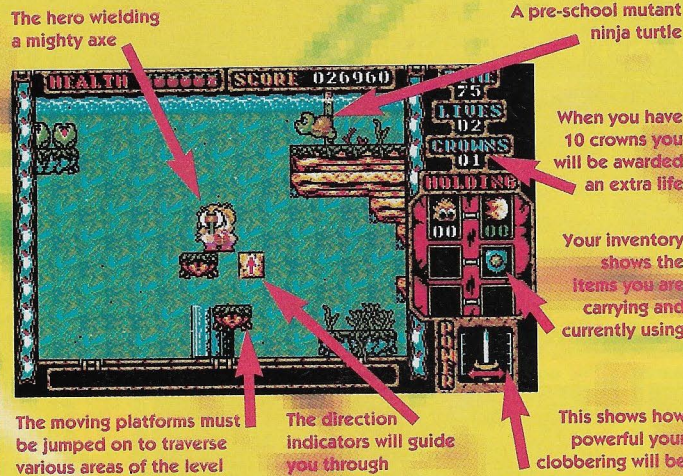 The hero wielding
a mighty axe
A pre-school mutant
ninja turtle
HEALTH
SCORE 026960
75
LIVES
02
CROWNS
01
HOLDING
00 00
POWER
When you have
10 crowns you
will be awarded
an extra life
Your inventory
shows the
items you are
carrying and
currently using
The moving platforms must
be jumped on to traverse
various areas of the level
The direction
indicators will guide
you through
This shows how
powerful your
clobbering will be